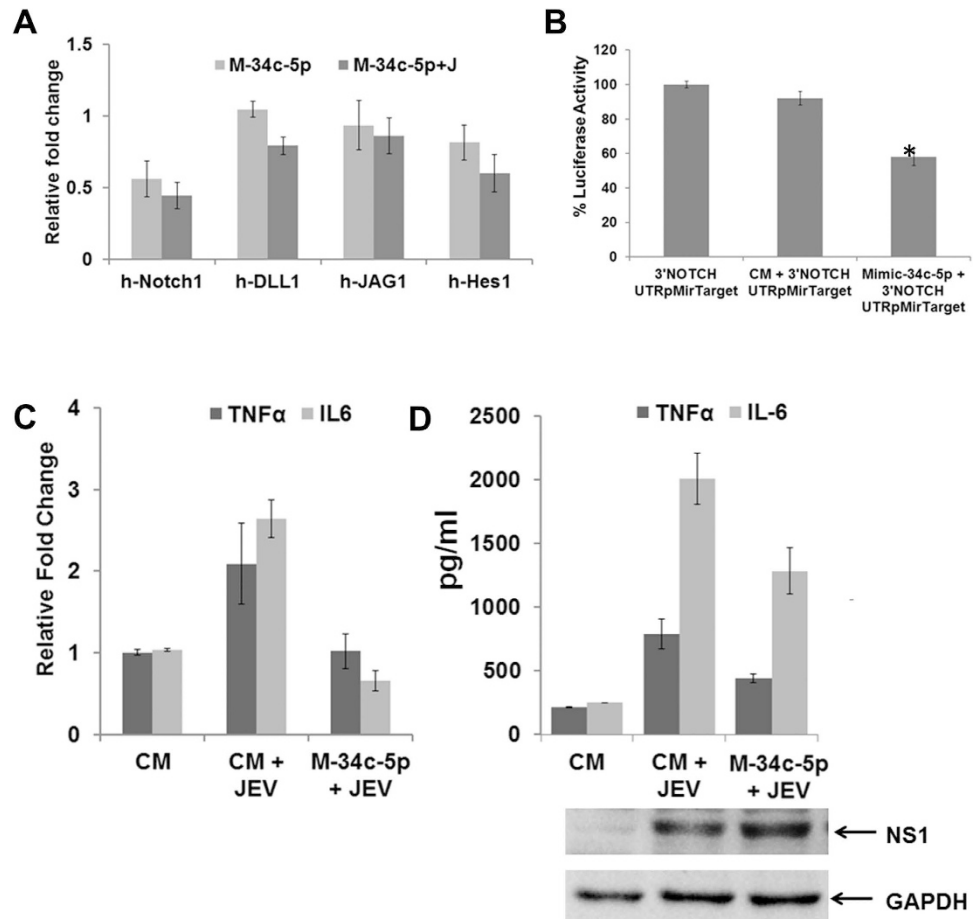 A
Relative fold change
1.5
1
0.5
0
M-34c-5p M-34c-5p+J
h-Notch1 h-DLL1 h-JAG1 h-Hes1
B
% Luciferase Activity
120
100
80
60
40
20
0
*
3'NOTCH
UTRpMirTarget
CM + 3'NOTCH
UTRpMirTarget
Mimic-34c-5p +
3'NOTCH
UTRpMirTarget
C
Relative Fold Change
4
3
2
1
0
TNFα IL6
CM
CM +
JEV
M-34c-5p
+ JEV
D
pg/ml
2500
2000
1500
1000
500
0
TNFα IL-6
CM
CM +
JEV
M-34c-5p
+ JEV
NS1
GAPDH